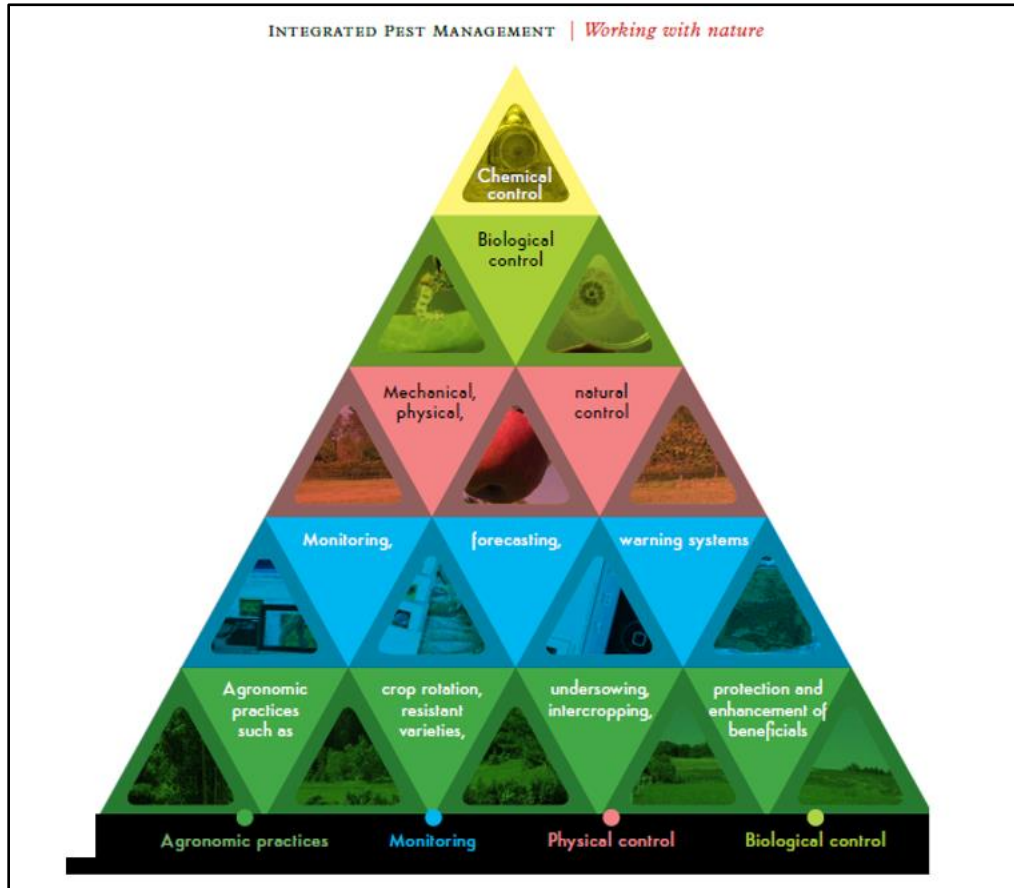 INTEGRATED PEST MANAGEMENT | Working with nature
Chemical
control
Biological
control
Mechanical,
physical,
natural
control
Monitoring,
forecasting,
warning systems
Agronomic
practices
such as
crop rotation,
resistant
varieties,
undersowing,
intercropping,
protection and
enhancement of
beneficials
Agronomic practices
Monitoring
Physical control
Biological control